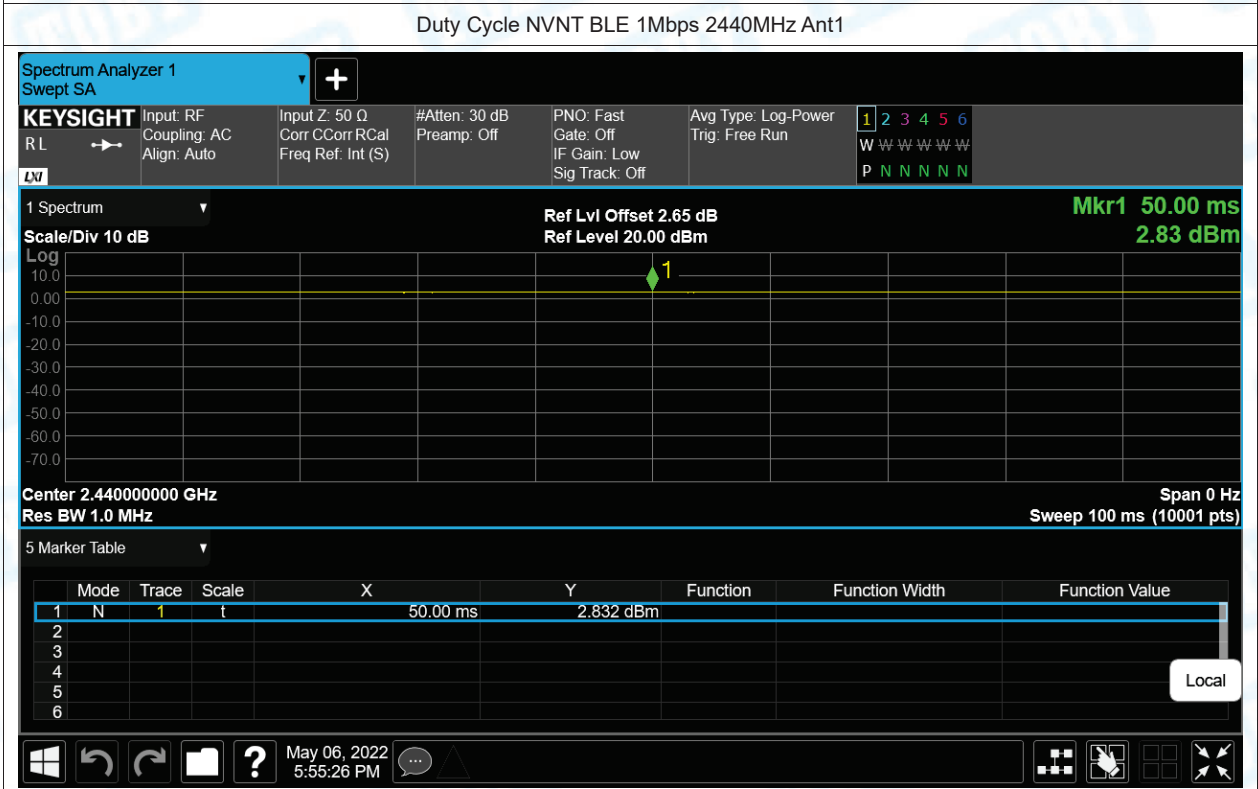 Duty Cycle NVNT BLE 1Mbps 2440MHz Ant1
Spectrum Analyzer 1
Swept SA
KEYSIGHT
RL
LXI
Input: RF
Coupling: AC
Align: Auto
Input Z: 50 Ω
Corr CCorr RCal
Freq Ref: Int (S)
#Atten: 30 dB
Preamp: Off
PNO: Fast
Gate: Off
IF Gain: Low
Sig Track: Off
Avg Type: Log-Power
Trig: Free Run
1 2 3 4 5 6
W W W W W W
P N N N N N
1 Spectrum
Scale/Div 10 dB
Ref Lvl Offset 2.65 dB
Ref Level 20.00 dBm
Mkr1 50.00 ms
2.83 dBm
Log
10.0
0.00
-10.0
-20.0
-30.0
-40.0
-50.0
-60.0
-70.0
1
Center 2.440000000 GHz
Res BW 1.0 MHz
Span 0 Hz
Sweep 100 ms (10001 pts)
5 Marker Table
Mode Trace Scale X Y Function Function Width Function Value
1 N 1 t 50.00 ms 2.832 dBm
2
3
4
5
6
Local
?
May 06, 2022
5:55:26 PM